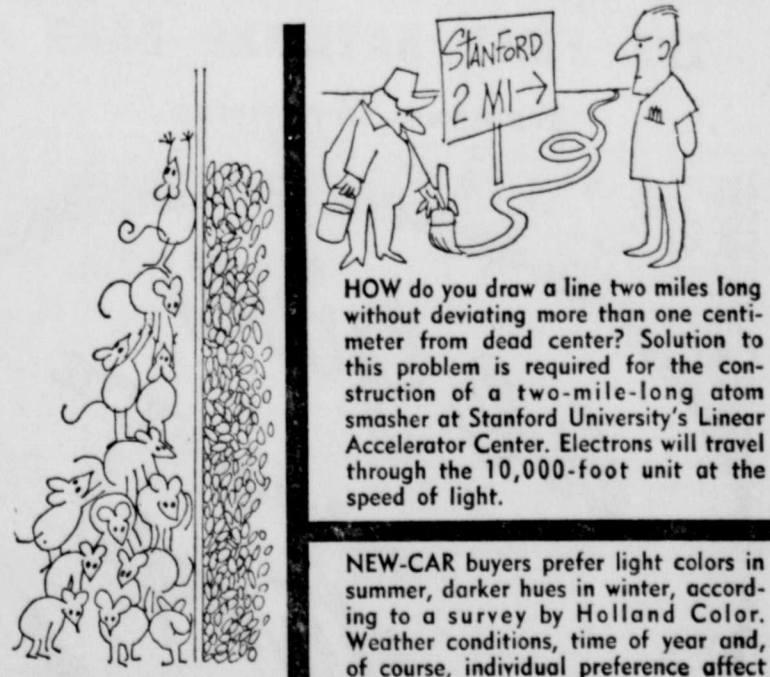 STANFORD
2 MI→
HOW do you draw a line two miles long
without deviating more than one centi-
meter from dead center? Solution to
this problem is required for the con-
struction of a two-mile-long atom
smasher at Stanford University's Linear
Accelerator Center. Electrons will travel
through the 10,000-foot unit at the
speed of light.
NEW-CAR buyers prefer light colors in
summer, darker hues in winter, accord-
ing to a survey by Holland Color.
Weather conditions, time of year and,
of course, individual preference affect